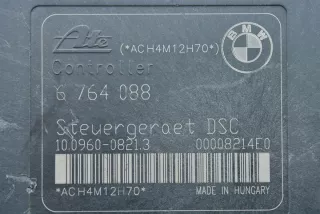 Ate (*ACH4M12H70*) BMW
Controller
6 764 088
Steuergeraet DSC
10.0960-0821.3 00008214E0
*ACH4M12H70* MADE IN HUNGARY